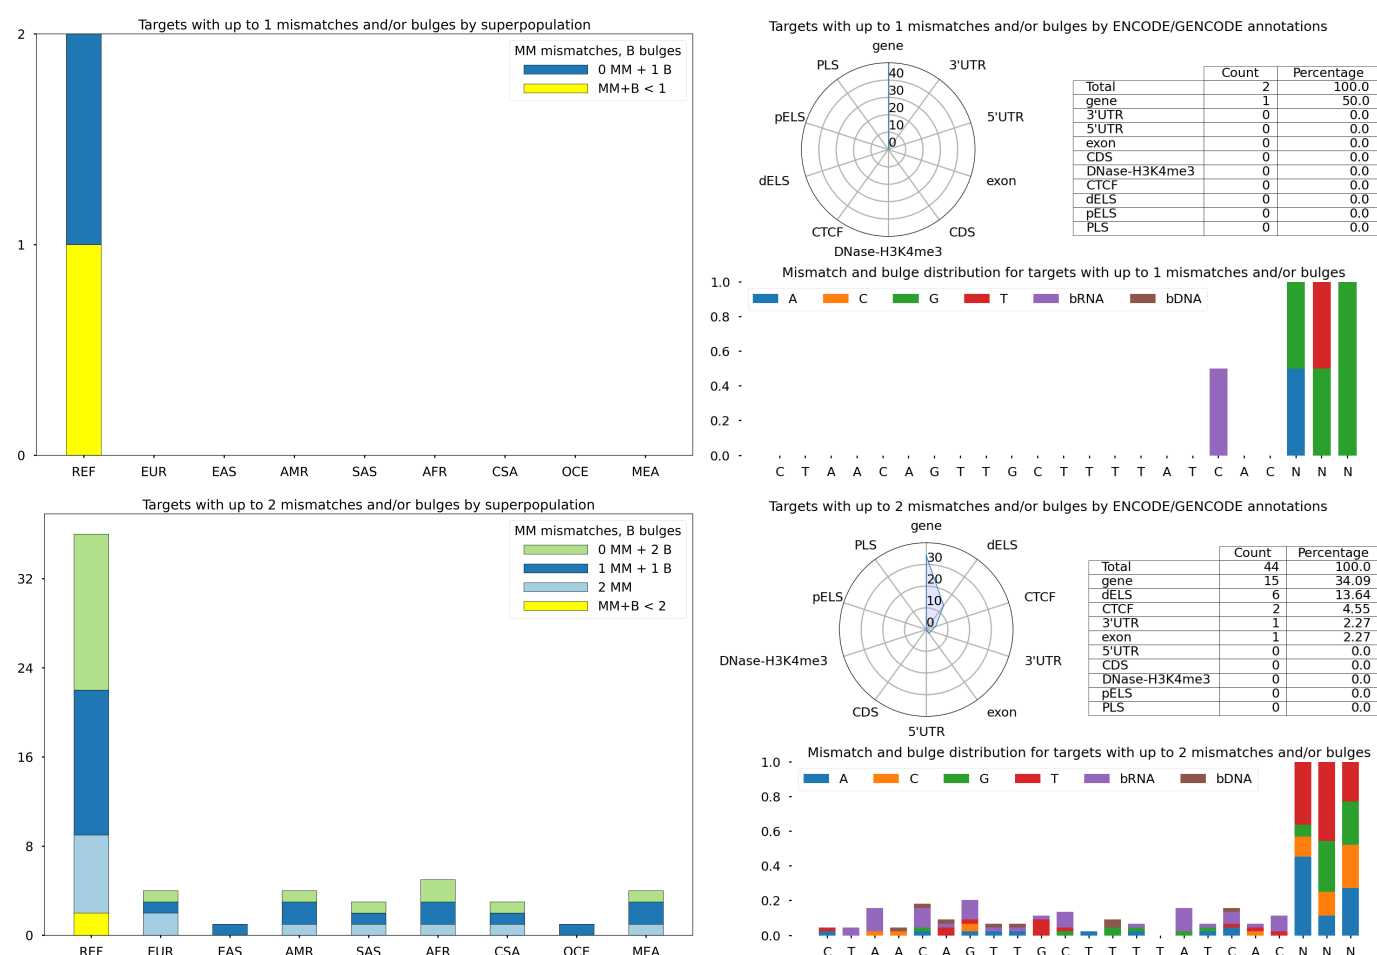 Targets with up to 1 mismatches and/or bulges by superpopulation
2
1
0
MM mismatches, B bulges
0 MM + 1 B
MM+B < 1
REF EUR EAS AMR SAS AFR CSA OCE MEA
Targets with up to 1 mismatches and/or bulges by ENCODE/GENCODE annotations
gene
PLS 3'UTR
pELS 5'UTR
dELS exon
CTCF CDS
DNase-H3K4me3
40
30
20
10
0
Count Percentage
Total 2 100.0
gene 1 50.0
3'UTR 0 0.0
5'UTR 0 0.0
exon 0 0.0
CDS 0 0.0
DNase-H3K4me3 0 0.0
CTCF 0 0.0
dELS 0 0.0
pELS 0 0.0
PLS 0 0.0
Mismatch and bulge distribution for targets with up to 1 mismatches and/or bulges
A C G T bRNA bDNA
1.0
0.8
0.6
0.4
0.2
0.0
C T A A C A G T T G C T T T T A T C A C N N N
Targets with up to 2 mismatches and/or bulges by superpopulation
MM mismatches, B bulges
0 MM + 2 B
1 MM + 1 B
2 MM
MM+B < 2
32
24
16
8
0
REF EUR EAS AMR SAS AFR CSA OCE MEA
Targets with up to 2 mismatches and/or bulges by ENCODE/GENCODE annotations
gene
PLS dELS
pELS CTCF
DNase-H3K4me3 3'UTR
CDS exon
5'UTR
30
20
10
0
Count Percentage
Total 44 100.0
gene 15 34.09
dELS 6 13.64
CTCF 2 4.55
3'UTR 1 2.27
exon 1 2.27
5'UTR 0 0.0
CDS 0 0.0
DNase-H3K4me3 0 0.0
pELS 0 0.0
PLS 0 0.0
Mismatch and bulge distribution for targets with up to 2 mismatches and/or bulges
A C G T bRNA bDNA
1.0
0.8
0.6
0.4
0.2
0.0
C T A A C A G T T G C T T T T A T C A C N N N